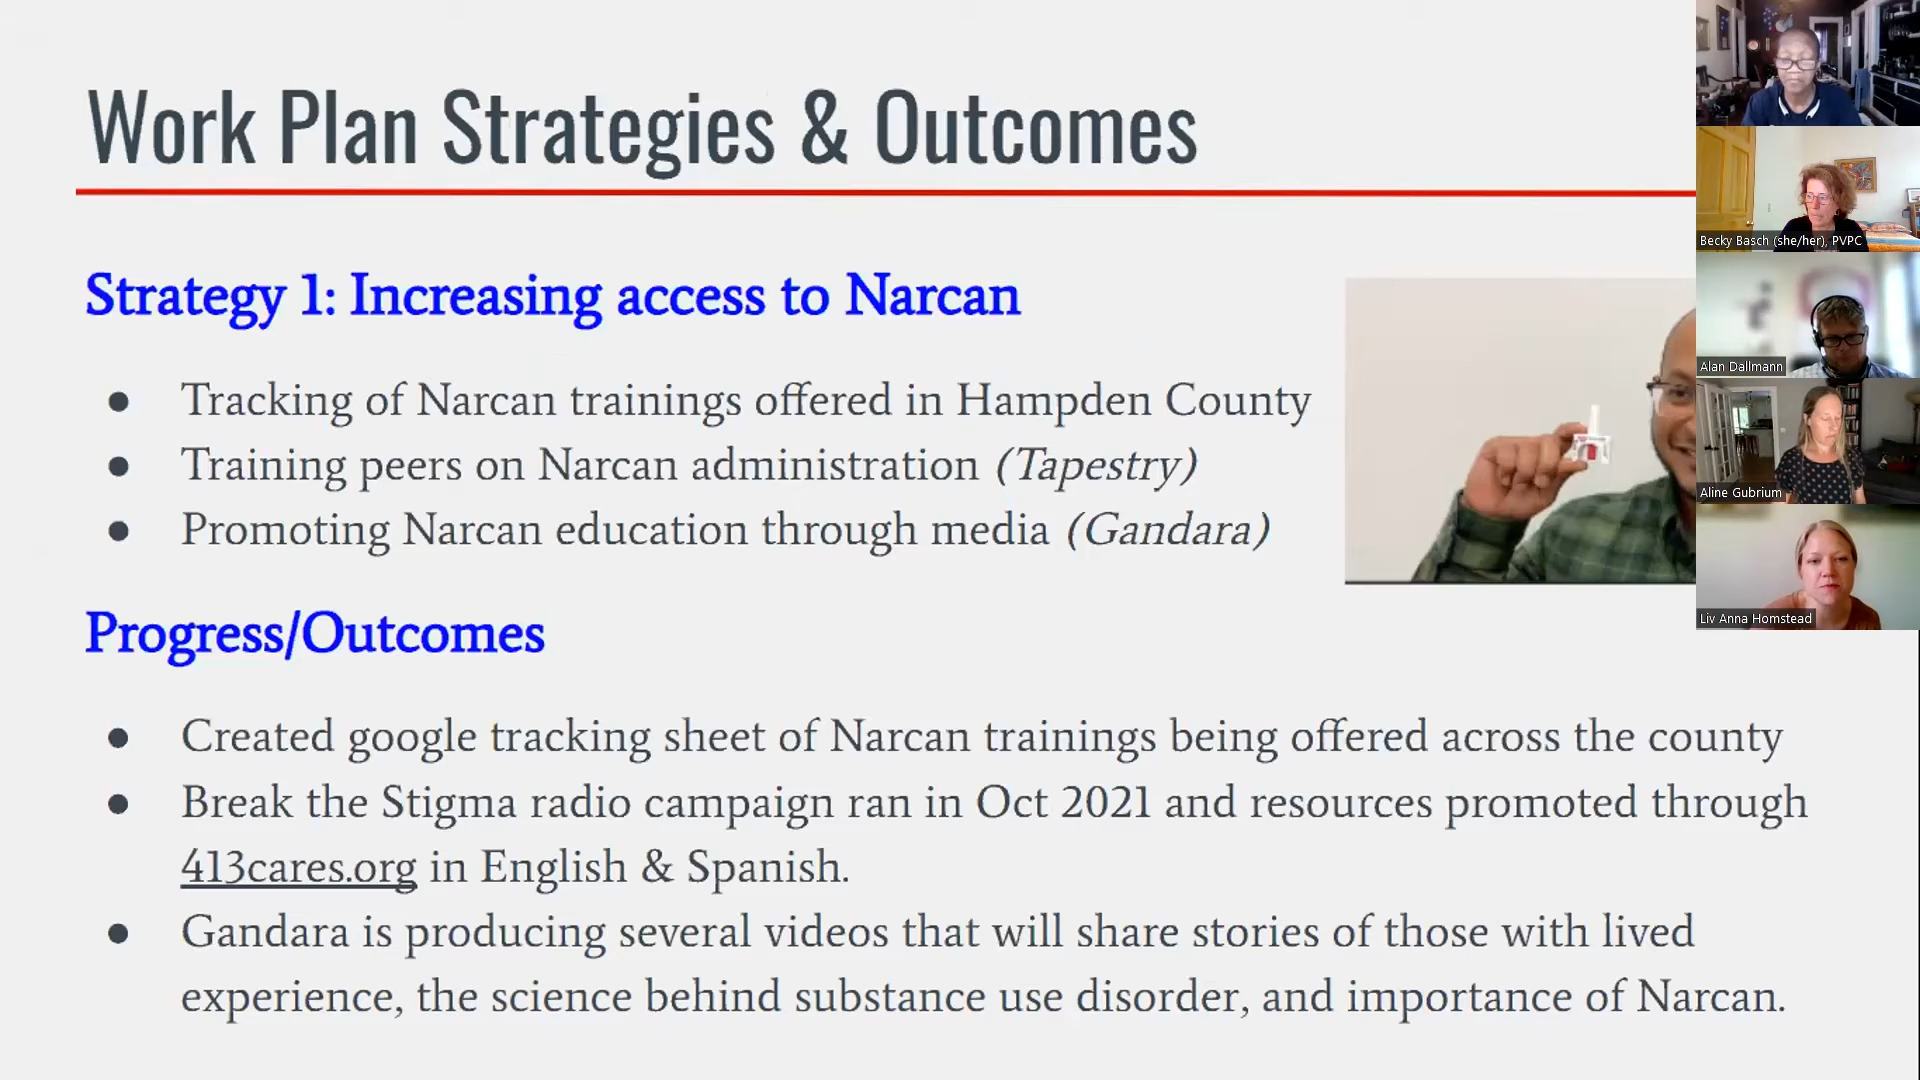 Work Plan Strategies & Outcomes
Strategy 1: Increasing access to Narcan
● Tracking of Narcan trainings offered in Hampden County
● Training peers on Narcan administration (Tapestry)
● Promoting Narcan education through media (Gandara)
Progress/Outcomes
● Created google tracking sheet of Narcan trainings being offered across the county
● Break the Stigma radio campaign ran in Oct 2021 and resources promoted through
413cares.org in English & Spanish.
● Gandara is producing several videos that will share stories of those with lived
experience, the science behind substance use disorder, and importance of Narcan.
Becky Basch (she/her), PVPC
Alan Dallmann
Aline Gubrium
Liv Anna Homstead